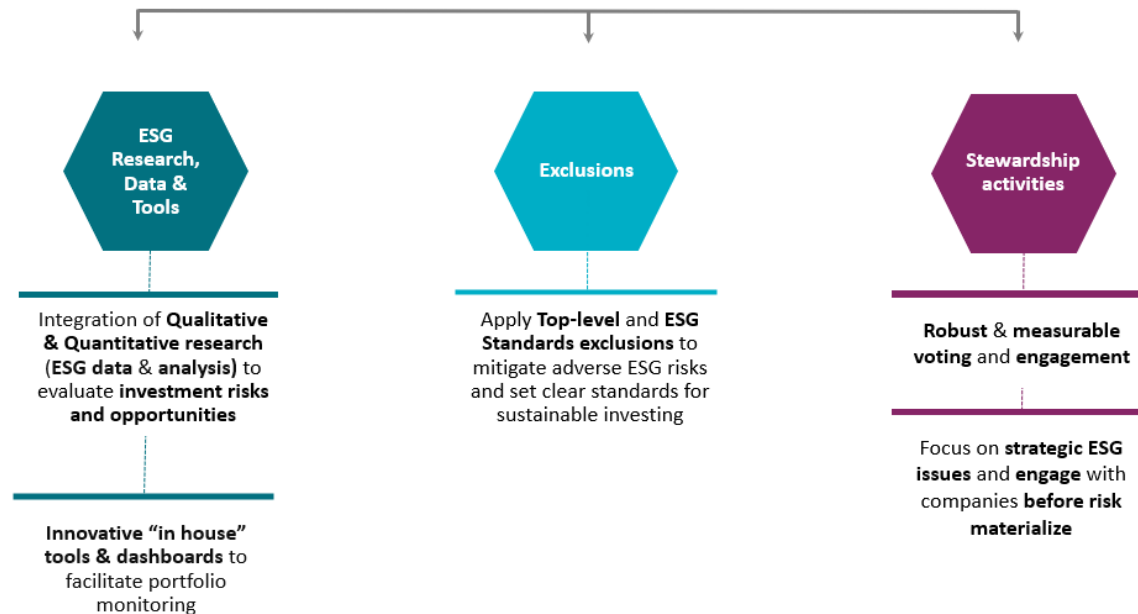 ESG
Research,
Data &
Tools
Integration of Qualitative
& Quantitative research
(ESG data & analysis) to
evaluate investment risks
and opportunities
Innovative “in house”
tools & dashboards to
facilitate portfolio
monitoring
Exclusions
Apply Top-level and ESG
Standards exclusions to
mitigate adverse ESG risks
and set clear standards for
sustainable investing
Stewardship
activities
Robust & measurable
voting and engagement
Focus on strategic ESG
issues and engage with
companies before risk
materialize